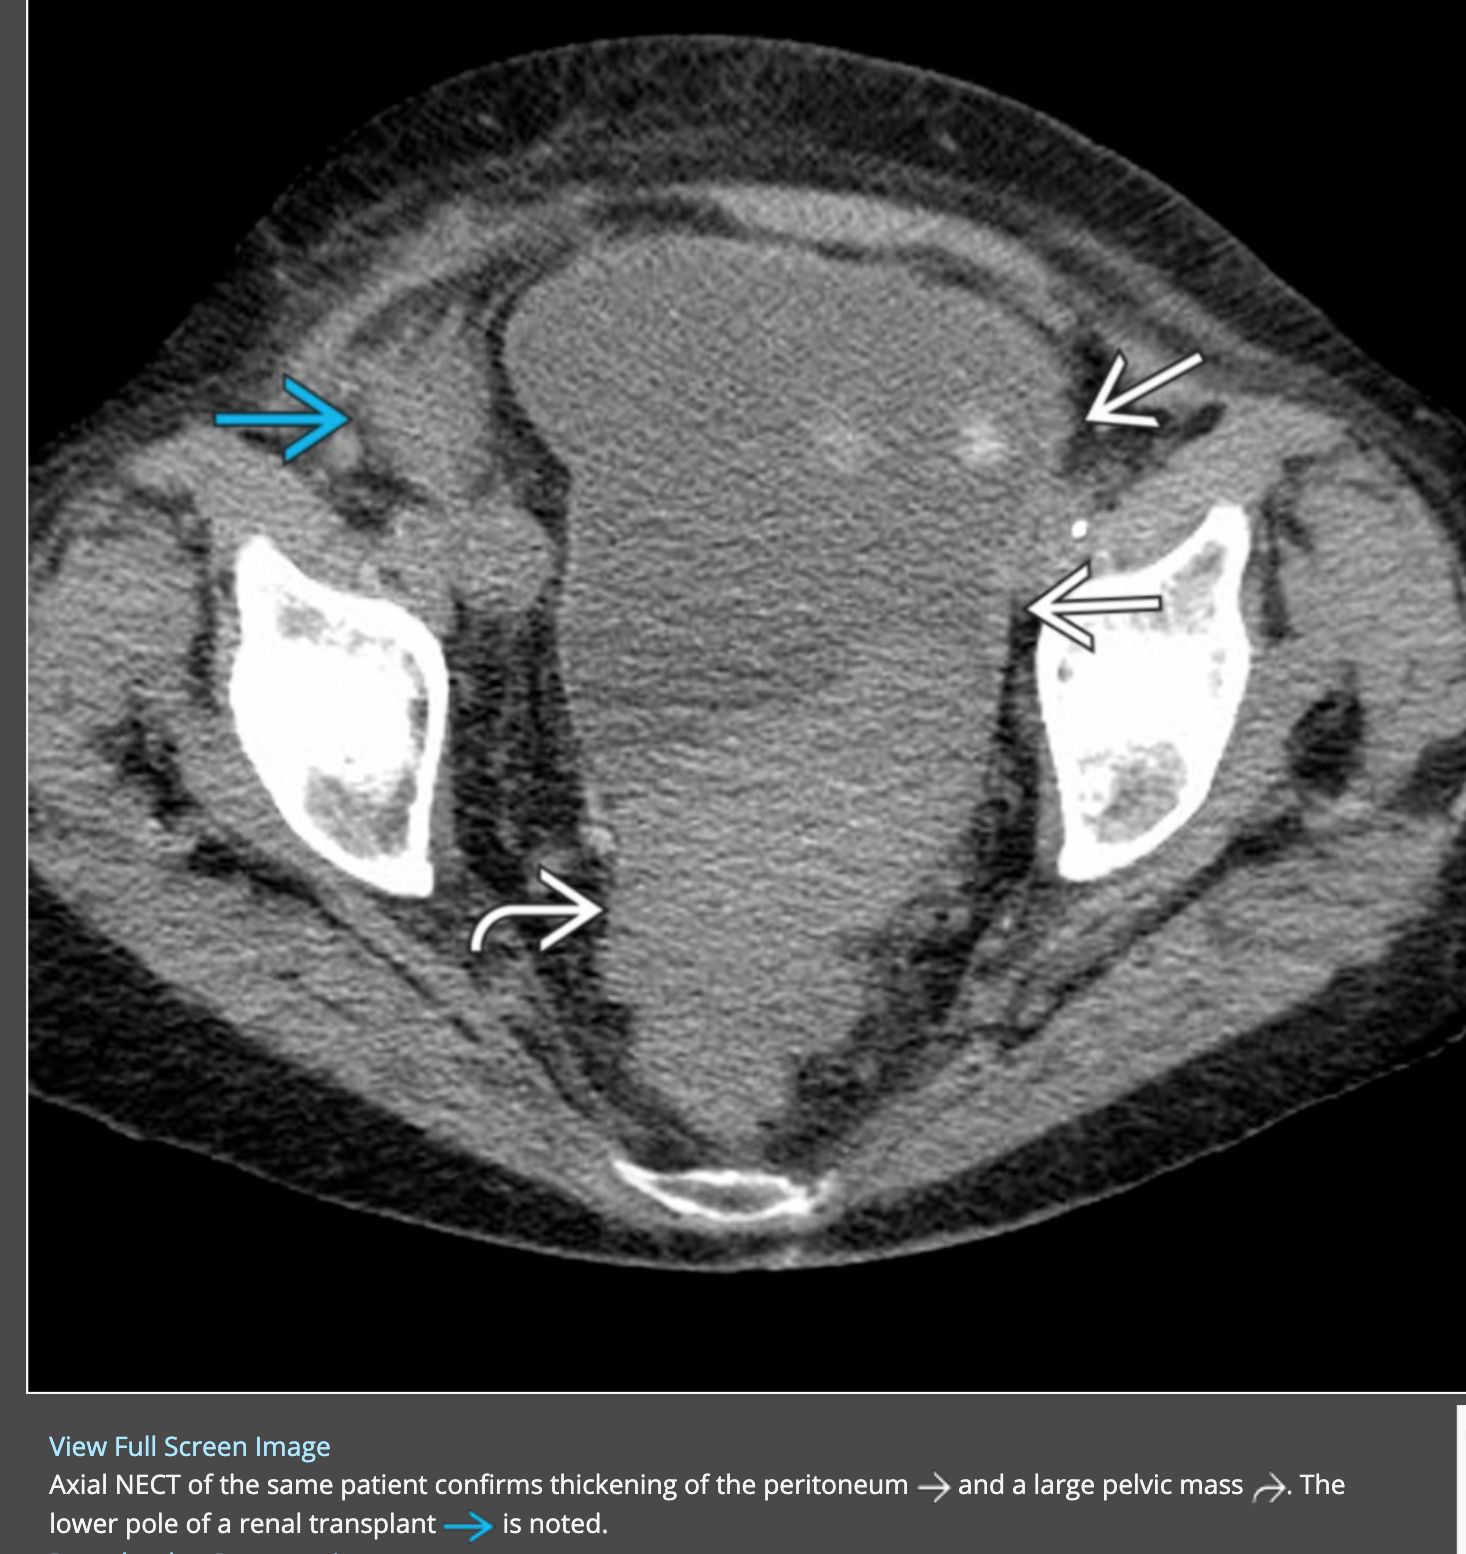 View Full Screen Image
Axial NECT of the same patient confirms thickening of the peritoneum and a large pelvic mass . The
lower pole of a renal transplant is noted.